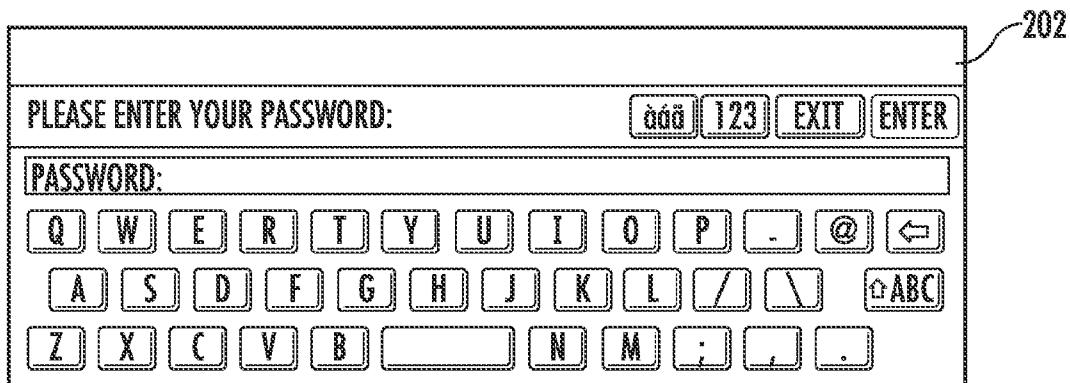 202
PLEASE ENTER YOUR PASSWORD: àáä 123 EXIT ENTER
PASSWORD:
Q W E R T Y U I O P - @ ⇦
A S D F G H J K L / \ ⇧ABC
Z X C V B N M ; , .